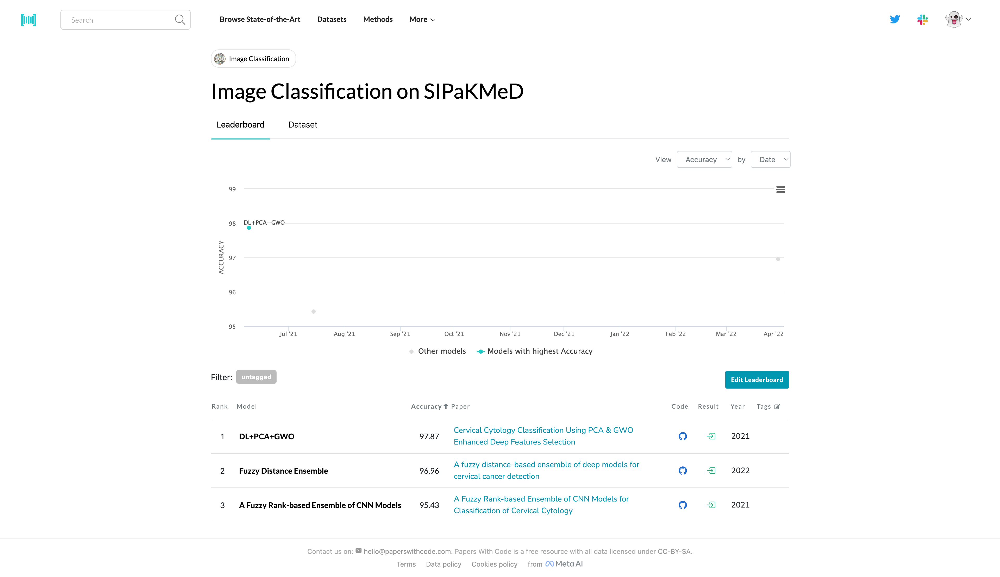 Search
Browse State-of-the-Art
Datasets
Methods
More
Image Classification
Image Classification on SIPaKMeD
Leaderboard
Dataset
View Accuracy by Date
99
98
97
96
95
ACCURACY
DL+PCA+GWO
Jul '21 Aug '21 Sep '21 Oct '21 Nov '21 Dec '21 Jan '22 Feb '22 Mar '22 Apr '22
Other models Models with highest Accuracy
Filter: untagged
Edit Leaderboard
Rank Model Accuracy Paper Code Result Year Tags
1 DL+PCA+GWO 97.87 Cervical Cytology Classification Using PCA & GWO
Enhanced Deep Features Selection 2021
2 Fuzzy Distance Ensemble 96.96 A fuzzy distance-based ensemble of deep models for
cervical cancer detection 2022
3 A Fuzzy Rank-based Ensemble of CNN Models 95.43 A Fuzzy Rank-based Ensemble of CNN Models for
Classification of Cervical Cytology 2021
Contact us on: hello@paperswithcode.com. Papers With Code is a free resource with all data licensed under CC-BY-SA.
Terms Data policy Cookies policy from Meta AI